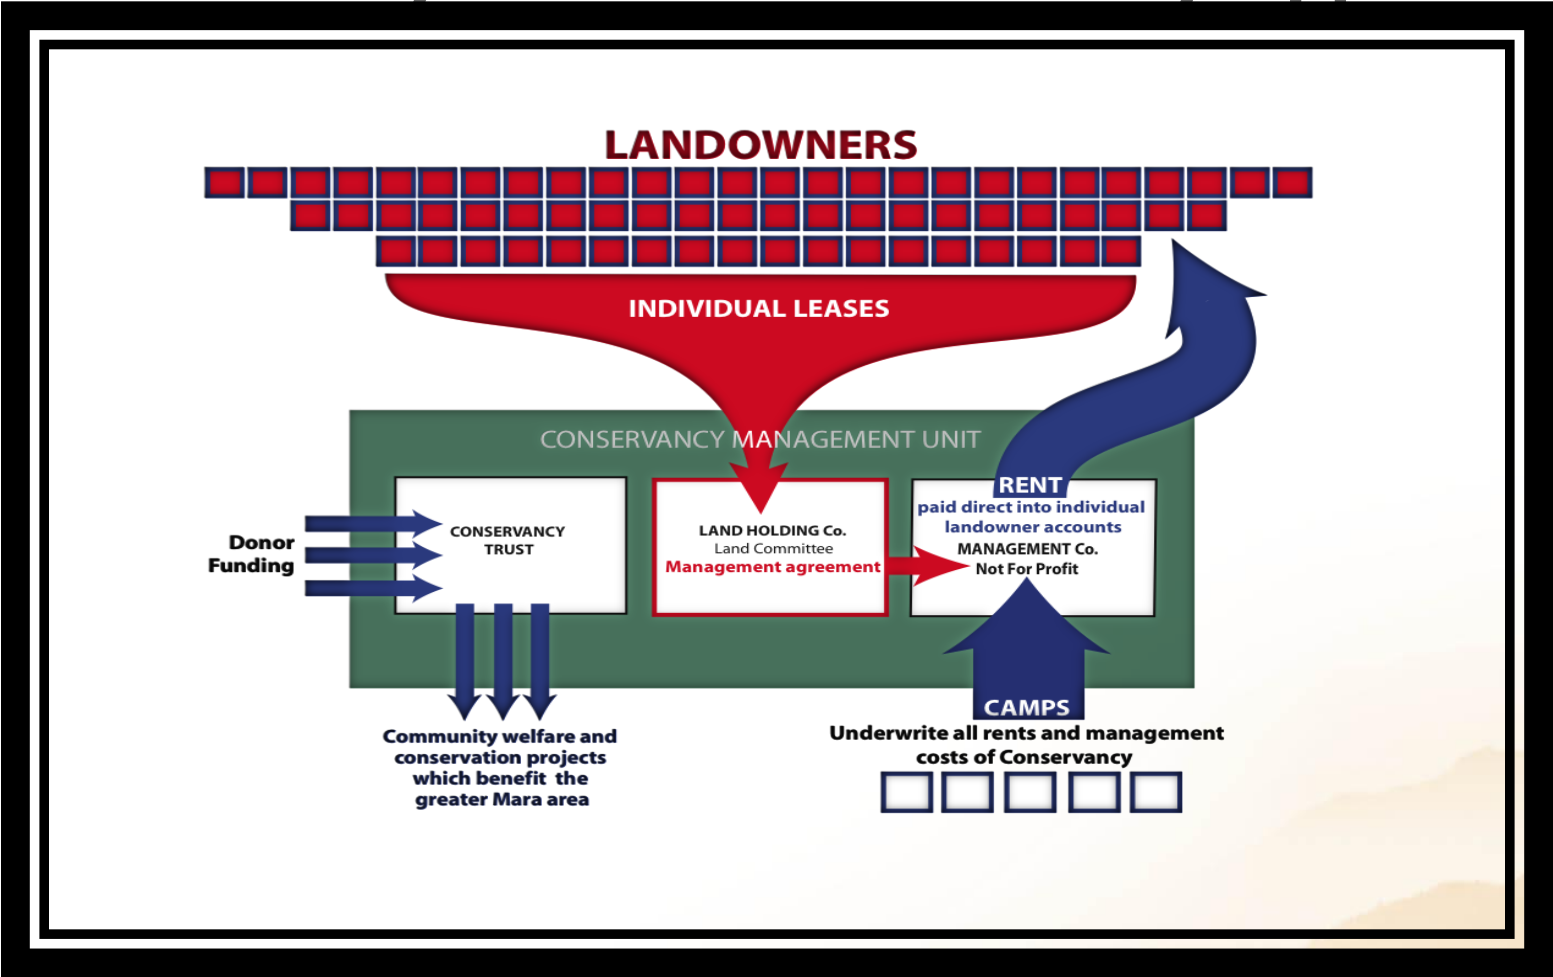 LANDOWNERS
INDIVIDUAL LEASES
CONSERVANCY MANAGEMENT UNIT
Donor
Funding
CONSERVANCY
TRUST
LAND HOLDING Co.
Land Committee
Management agreement
RENT
paid direct into individual
landowner accounts
MANAGEMENT Co.
Not For Profit
Community welfare and
conservation projects
which benefit the
greater Mara area
CAMPS
Underwrite all rents and management
costs of Conservancy